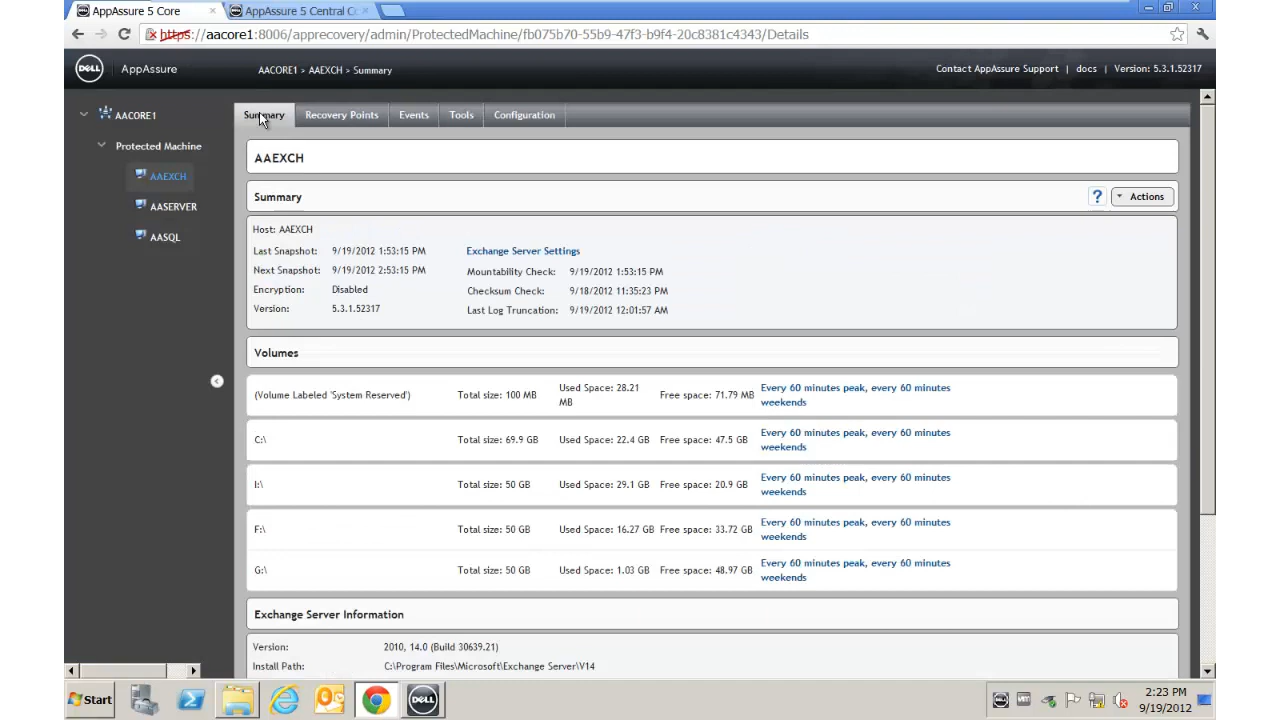 AppAssure 5 Core
AppAssure 5 Central Co
https://aacore1:8006/apprecovery/admin/ProtectedMachine/fb075b70-55b9-47f3-b9f4-20c8381c4343/Details
DELL
AppAssure
AACORE1 > AAEXCH > Summary
Contact AppAssure Support | docs | Version: 5.3.1.52317
AACORE1
Protected Machine
AAEXCH
AASERVER
AASQL
Summary
Recovery Points
Events
Tools
Configuration
AAEXCH
Summary
? Actions
Host: AAEXCH
Last Snapshot: 9/19/2012 1:53:15 PM
Next Snapshot: 9/19/2012 2:53:15 PM
Encryption: Disabled
Version: 5.3.1.52317
Exchange Server Settings
Mountability Check: 9/19/2012 1:53:15 PM
Checksum Check: 9/18/2012 11:35:23 PM
Last Log Truncation: 9/19/2012 12:01:57 AM
Volumes
(Volume Labeled 'System Reserved') Total size: 100 MB Used Space: 28.21 MB Free space: 71.79 MB Every 60 minutes peak, every 60 minutes weekends
C:\ Total size: 69.9 GB Used Space: 22.4 GB Free space: 47.5 GB Every 60 minutes peak, every 60 minutes weekends
I:\ Total size: 50 GB Used Space: 29.1 GB Free space: 20.9 GB Every 60 minutes peak, every 60 minutes weekends
F:\ Total size: 50 GB Used Space: 16.27 GB Free space: 33.72 GB Every 60 minutes peak, every 60 minutes weekends
G:\ Total size: 50 GB Used Space: 1.03 GB Free space: 48.97 GB Every 60 minutes peak, every 60 minutes weekends
Exchange Server Information
Version: 2010, 14.0 (Build 30639.21)
Install Path: C:\Program Files\Microsoft\Exchange Server\V14
Start
DELL
2:23 PM
9/19/2012